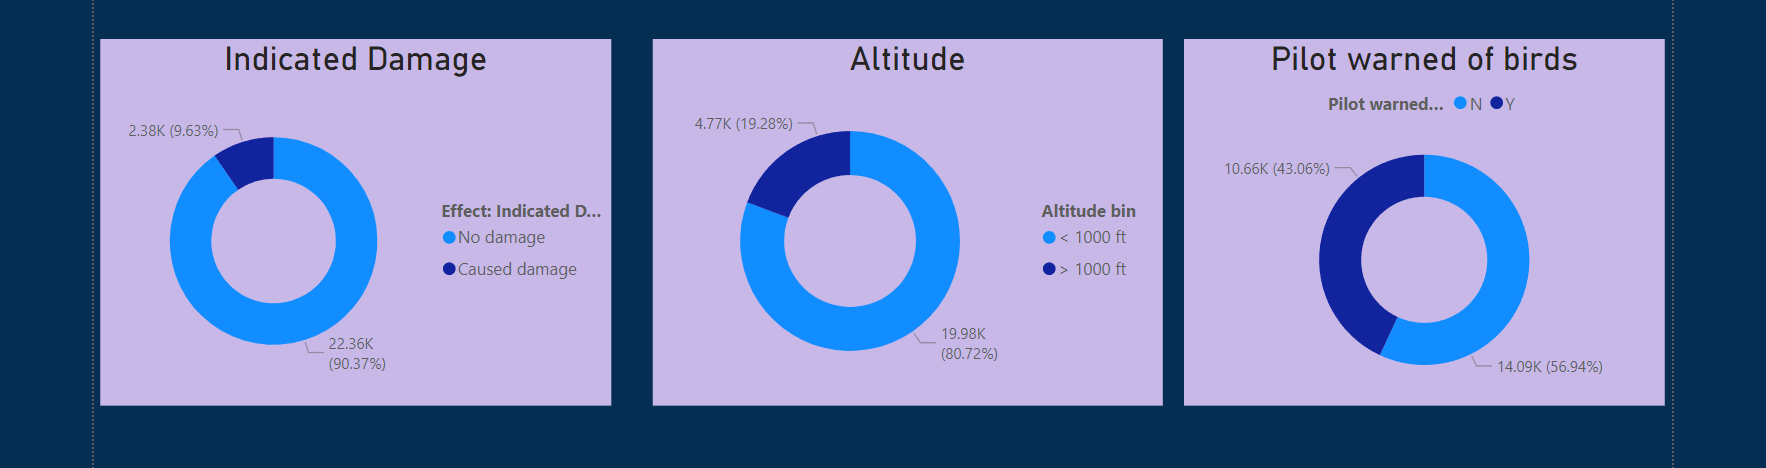 Indicated Damage
2.38K (9.63%)
Effect: Indicated D...
No damage
Caused damage
22.36K
(90.37%)
Altitude
4.77K (19.28%)
Altitude bin
< 1000 ft
> 1000 ft
19.98K
(80.72%)
Pilot warned of birds
Pilot warned... N Y
10.66K (43.06%)
14.09K (56.94%)